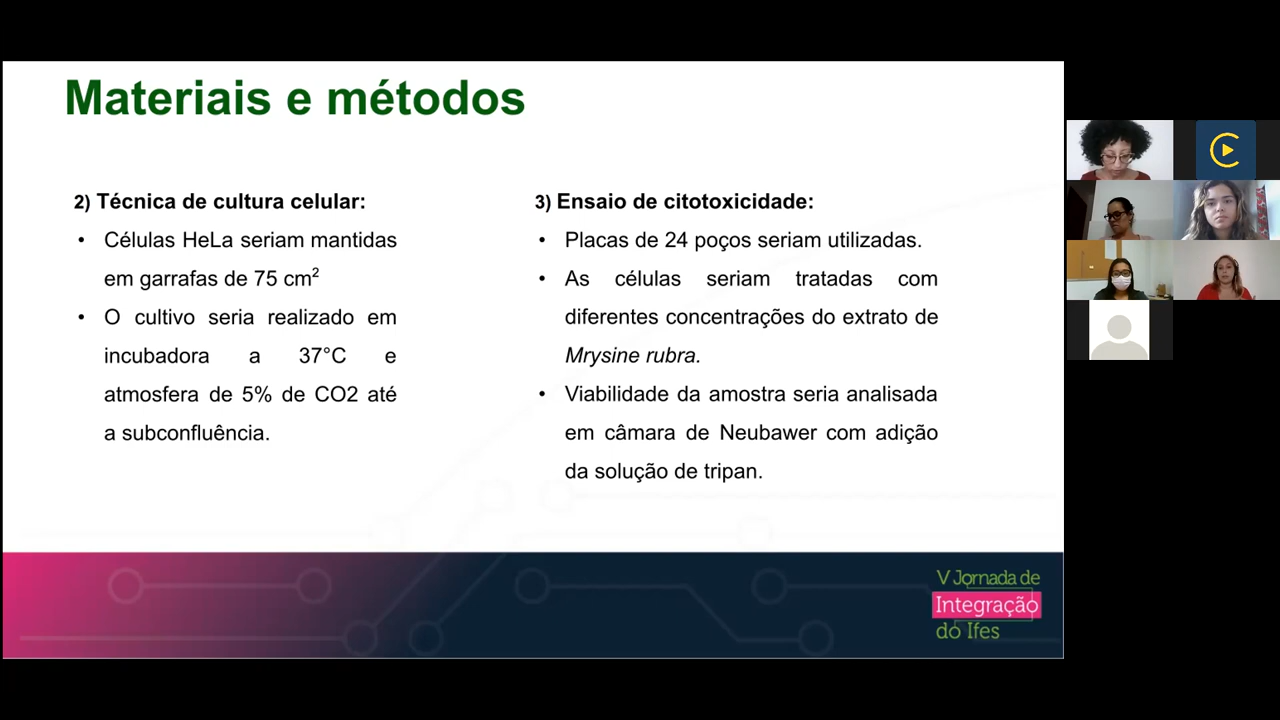 Materiais e métodos
2) Técnica de cultura celular:
• Células HeLa seriam mantidas
em garrafas de 75 cm²
• O cultivo seria realizado em
incubadora a 37°C e
atmosfera de 5% de CO2 até
a subconfluência.
3) Ensaio de citotoxicidade:
• Placas de 24 poços seriam utilizadas.
• As células seriam tratadas com
diferentes concentrações do extrato de
Mrysine rubra.
• Viabilidade da amostra seria analisada
em câmara de Neubawer com adição
da solução de tripan.
V Jornada de
Integração
do Ifes